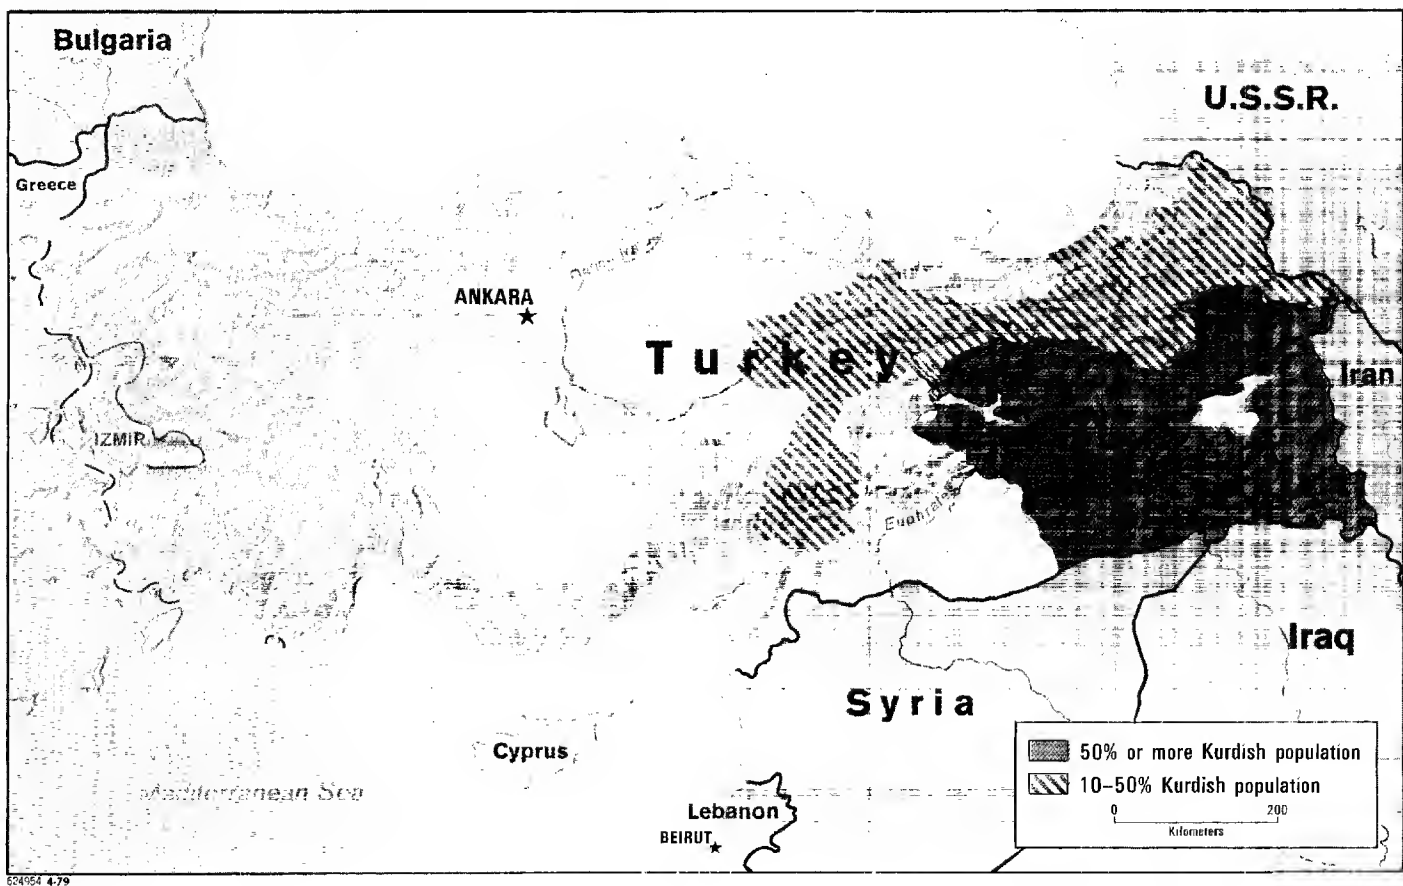 Bulgaria
U.S.S.R.
Greece
ANKARA
Turkey
Iran
IZMIR
Euphrates
Iraq
Syria
Cyprus
50% or more Kurdish population
10–50% Kurdish population
0 200
Kilometers
Mediterranean Sea
Lebanon
BEIRUT
624954 4-79